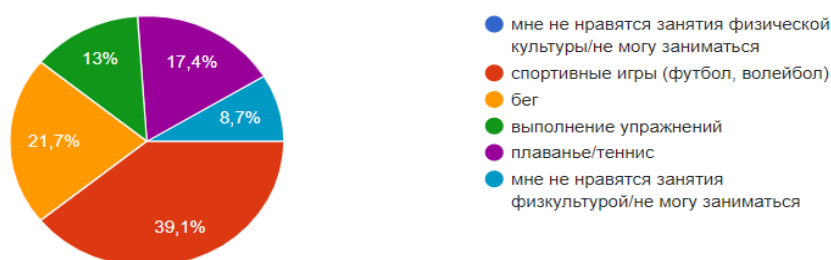 13%
17,4%
8,7%
21,7%
39,1%
мне не нравятся занятия физической
культуры/не могу заниматься
спортивные игры (футбол, волейбол)
бег
выполнение упражнений
плаванье/теннис
мне не нравятся занятия
физкультурой/не могу заниматься